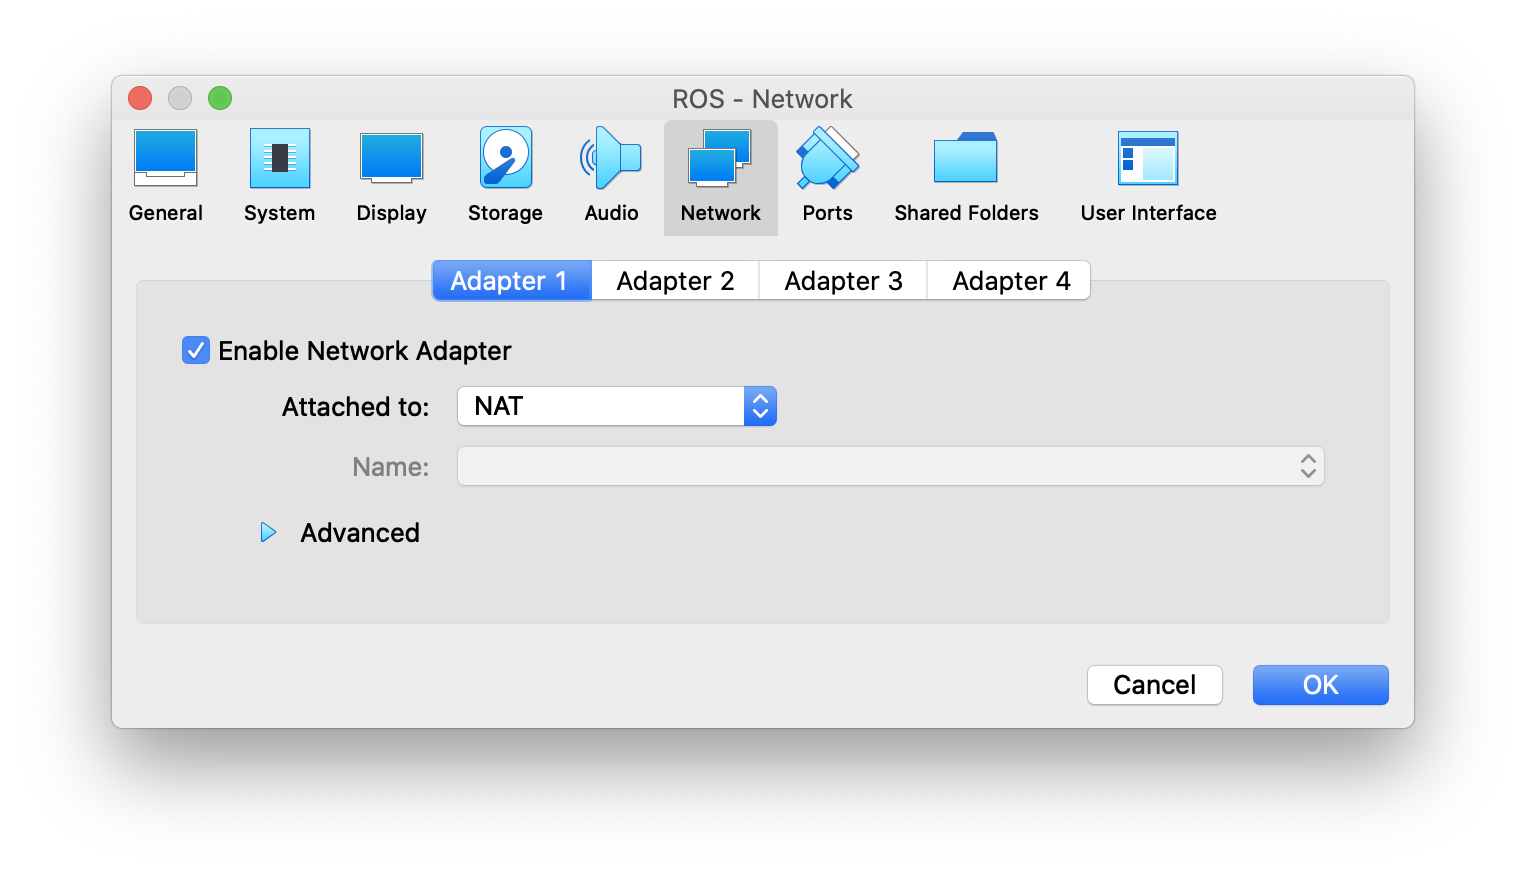 ROS - Network
General System Display Storage Audio Network Ports Shared Folders User Interface
Adapter 1 Adapter 2 Adapter 3 Adapter 4
Enable Network Adapter
Attached to: NAT
Name:
Advanced
Cancel OK